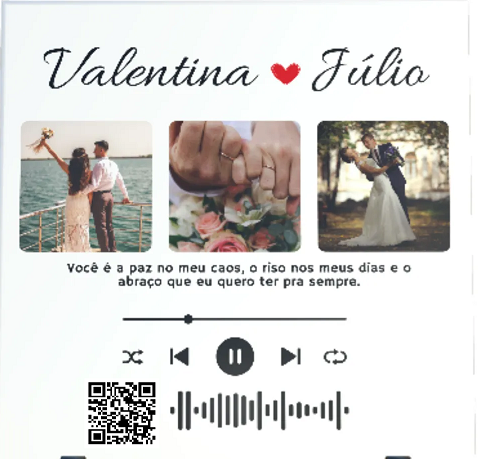 Valentina ❤ Júlio
Você é a paz no meu caos, o riso nos meus dias e o
abraço que eu quero ter pra sempre.